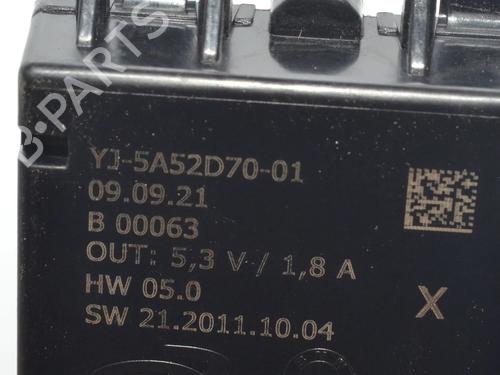 B-PARTS
YJ-5A52D70-01
09.09.21
B 00063
OUT: 5,3 V / 1,8 A
HW 05.0
X
SW 21.2011.10.04